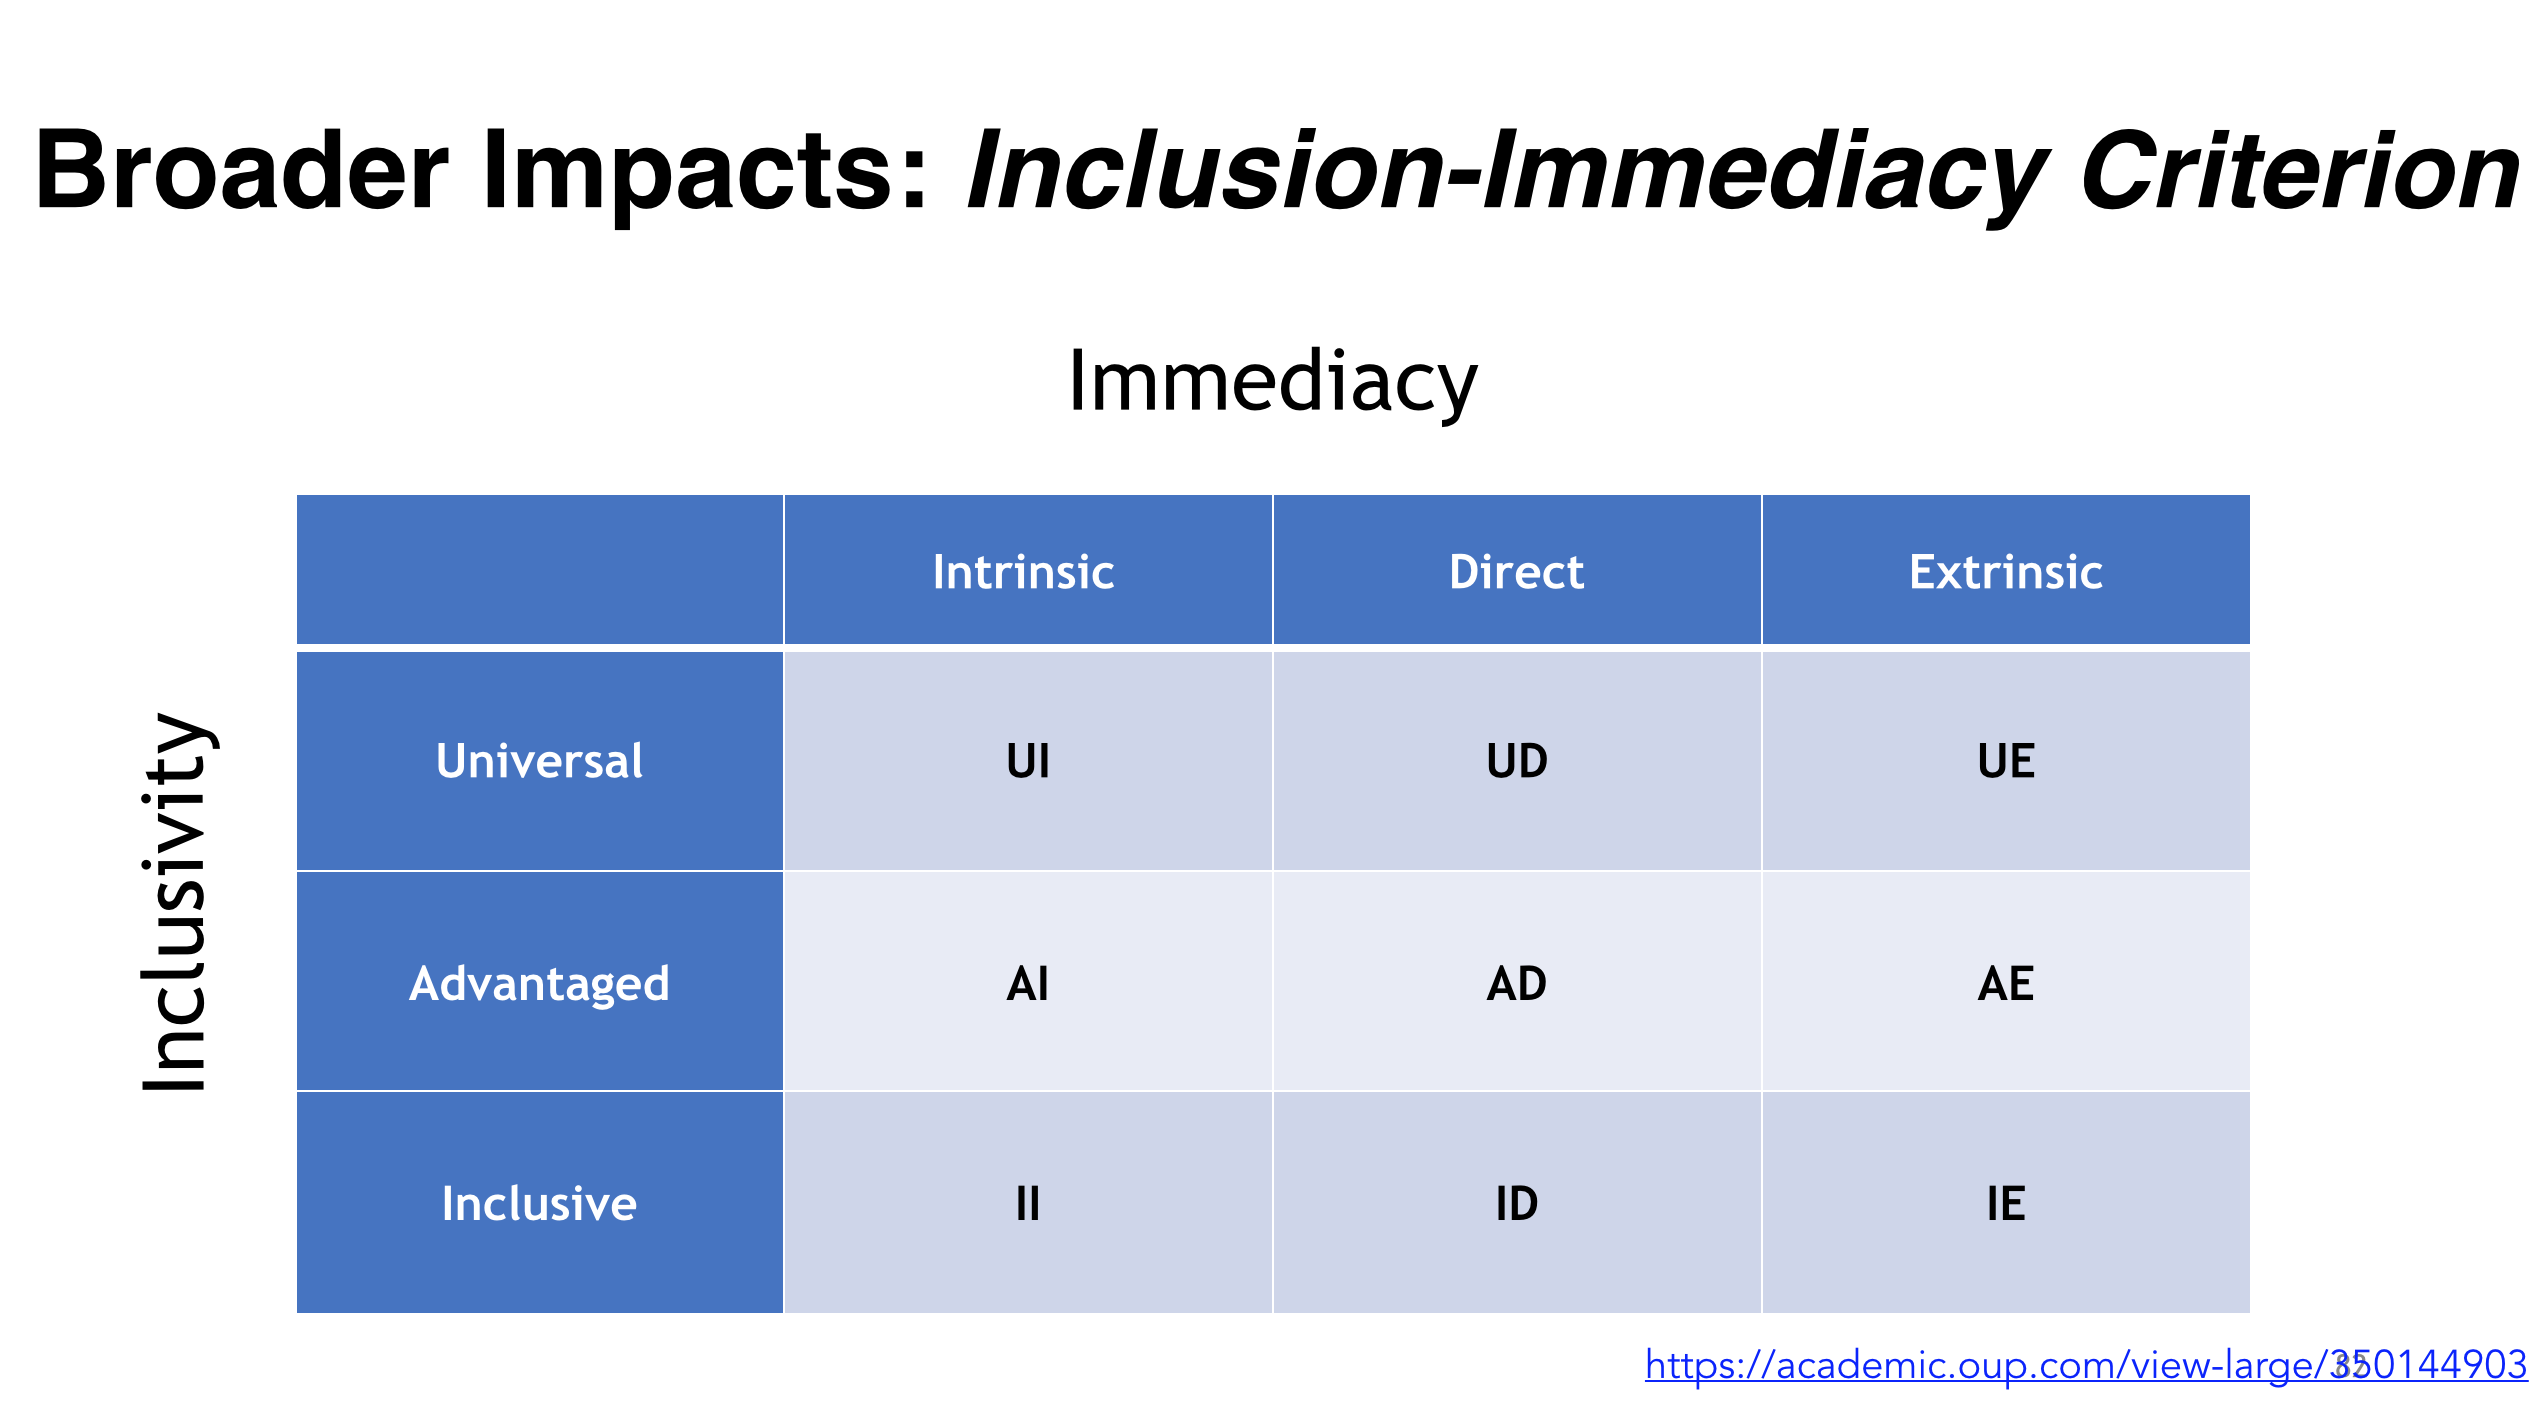 Broader Impacts: Inclusion-Immediacy Criterion
Immediacy
Inclusivity
Intrinsic Direct Extrinsic
Universal UI UD UE
Advantaged AI AD AE
Inclusive II ID IE
https://academic.oup.com/view-large/350144903
82